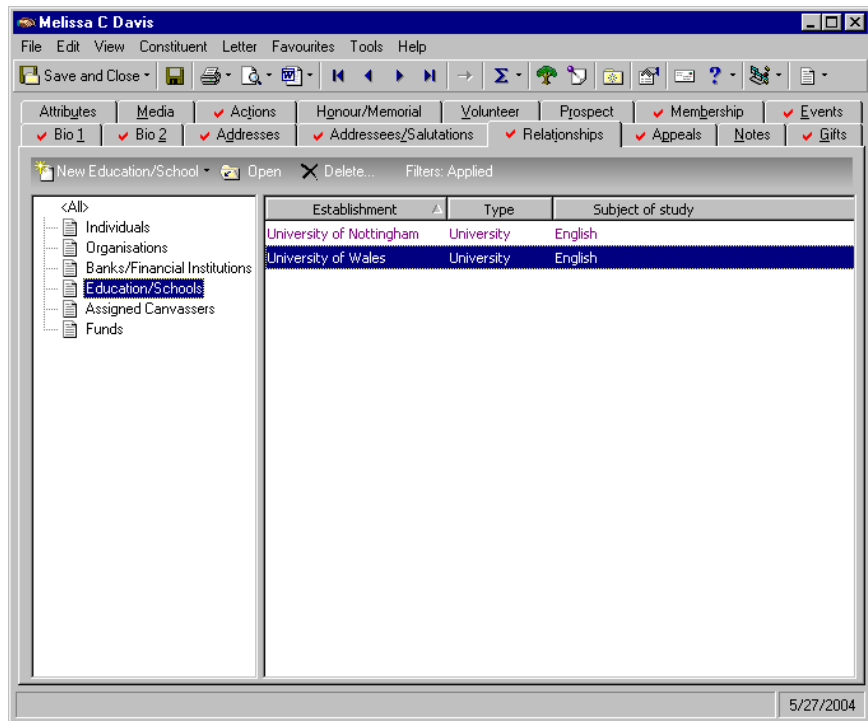 Melissa C Davis
File Edit View Constituent Letter Favourites Tools Help
Save and Close
Attributes Media Actions Honour/Memorial Volunteer Prospect Membership Events
Bio 1 Bio 2 Addresses Addressees/Salutations Relationships Appeals Notes Gifts
New Education/School Open Delete... Filters: Applied
<All>
Individuals
Organisations
Banks/Financial Institutions
Education/Schools
Assigned Canvassers
Funds
Establishment Type Subject of study
University of Nottingham University English
University of Wales University English
5/27/2004